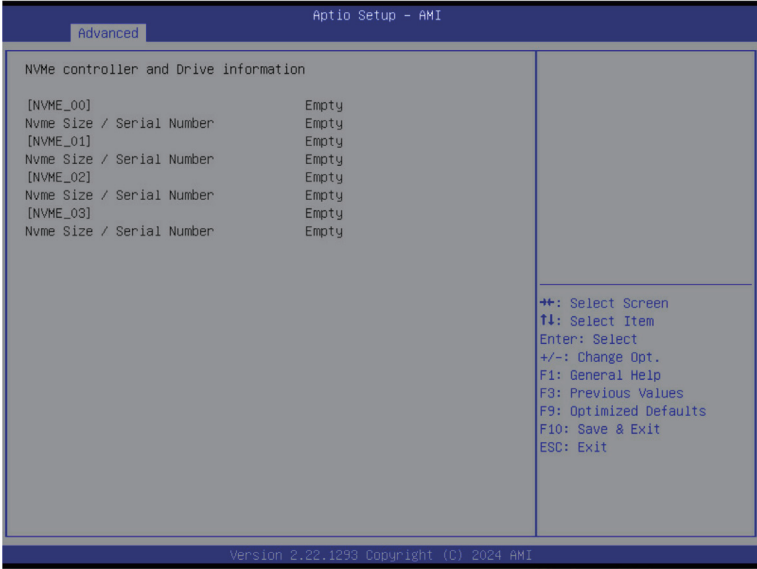 Aptio Setup – AMI
Advanced
NVMe controller and Drive information
[NVME_00] Empty
Nvme Size / Serial Number Empty
[NVME_01] Empty
Nvme Size / Serial Number Empty
[NVME_02] Empty
Nvme Size / Serial Number Empty
[NVME_03] Empty
Nvme Size / Serial Number Empty
→←: Select Screen
↑↓: Select Item
Enter: Select
+/-: Change Opt.
F1: General Help
F3: Previous Values
F9: Optimized Defaults
F10: Save & Exit
ESC: Exit
Version 2.22.1293 Copyright (C) 2024 AMI